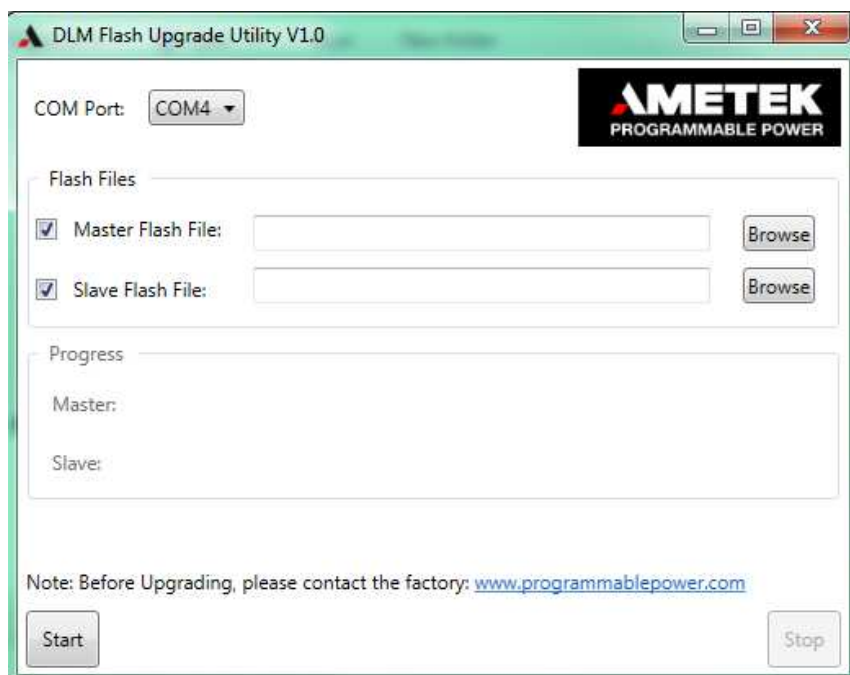 DLM Flash Upgrade Utility V1.0
COM Port: COM4
AMETEK
PROGRAMMABLE POWER
Flash Files
Master Flash File: Browse
Slave Flash File: Browse
Progress
Master:
Slave:
Note: Before Upgrading, please contact the factory: www.programmablepower.com
Start Stop